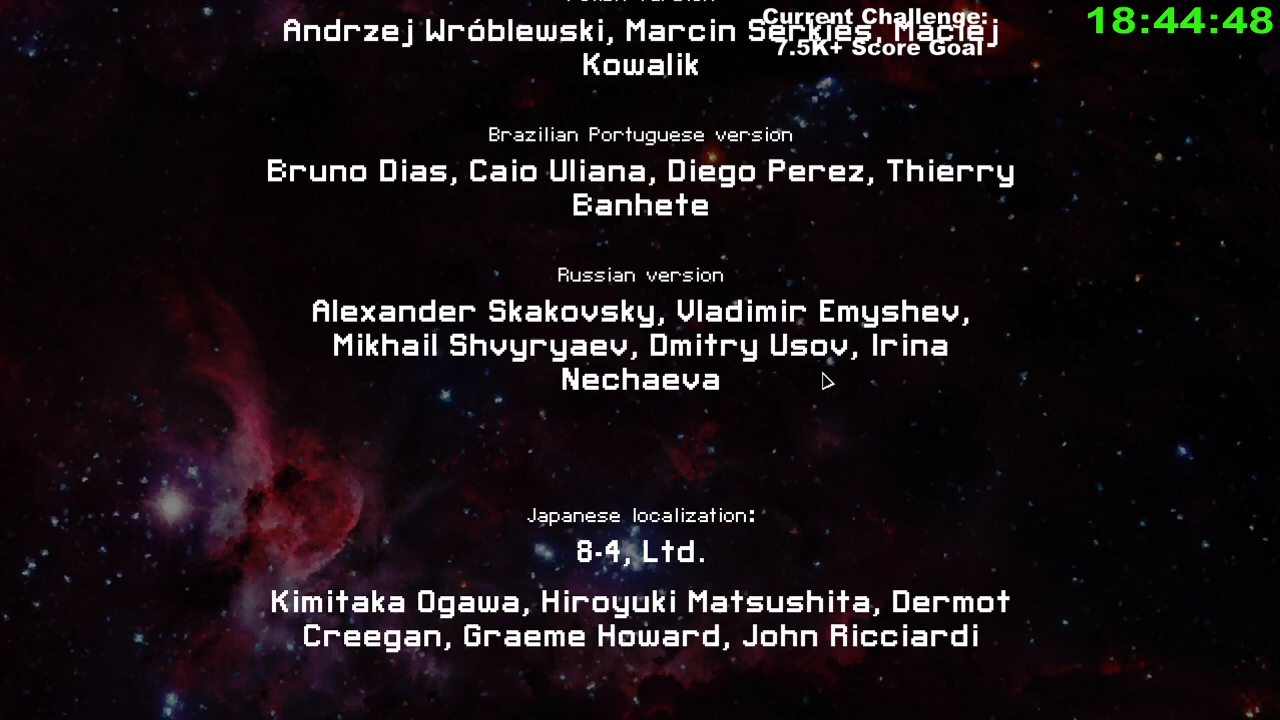 Polish version
Andrzej Wróblewski, Marcin Serkies, Maciej
Kowalik
Current Challenge:
7.5K+ Score Goal
18:44:48
Brazilian Portuguese version
Bruno Dias, Caio Uliana, Diego Perez, Thierry
Banhete
Russian version
Alexander Skakovsky, Vladimir Emyshev,
Mikhail Shvyryaev, Dmitry Usov, Irina
Nechaeva
Japanese localization:
8-4, Ltd.
Kimitaka Ogawa, Hiroyuki Matsushita, Dermot
Creegan, Graeme Howard, John Ricciardi